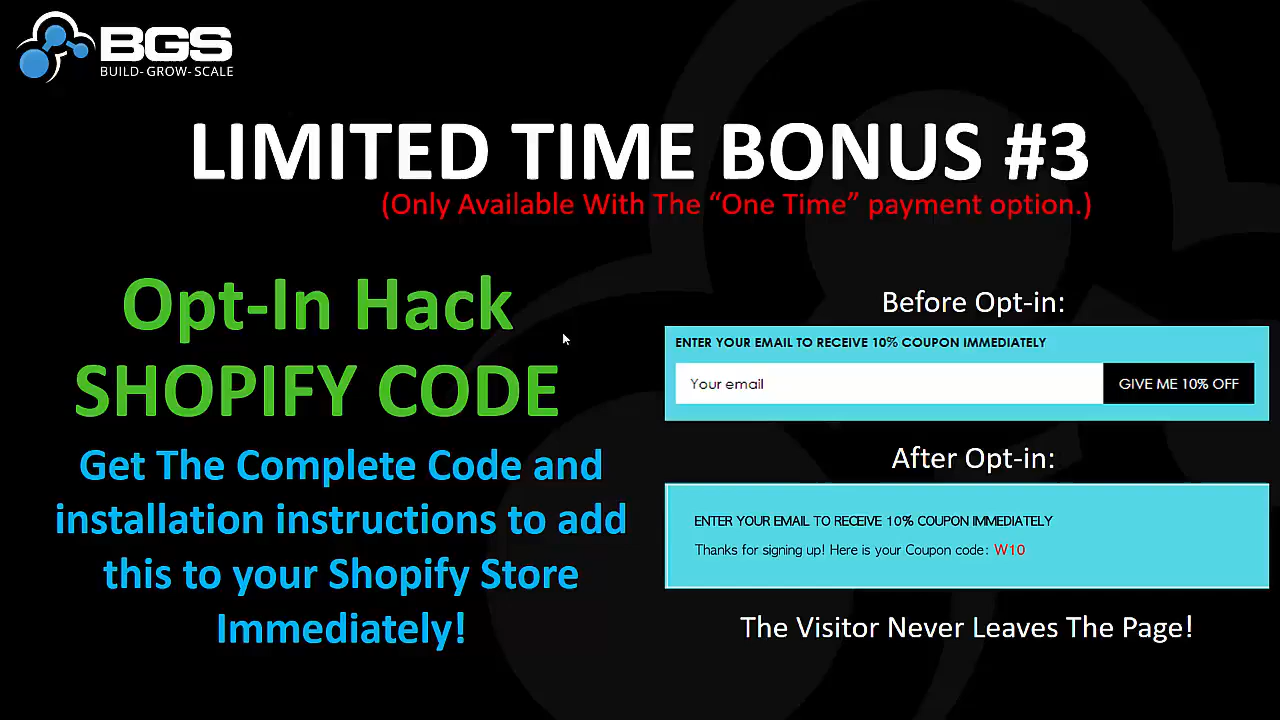 BGS
BUILD-GROW-SCALE
LIMITED TIME BONUS #3
(Only Available With The “One Time” payment option.)
Opt-In Hack
SHOPIFY CODE
Get The Complete Code and
installation instructions to add
this to your Shopify Store
Immediately!
Before Opt-in:
ENTER YOUR EMAIL TO RECEIVE 10% COUPON IMMEDIATELY
Your email
GIVE ME 10% OFF
After Opt-in:
ENTER YOUR EMAIL TO RECEIVE 10% COUPON IMMEDIATELY
Thanks for signing up! Here is your Coupon code: W10
The Visitor Never Leaves The Page!